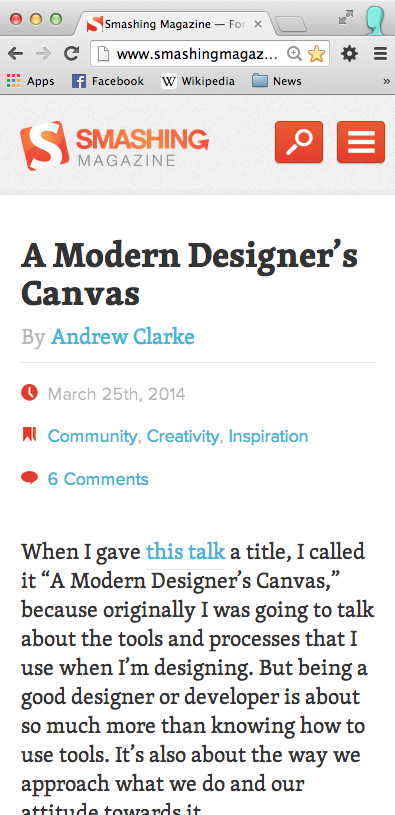 Smashing Magazine — For
www.smashingmagaz...
Apps Facebook W Wikipedia News »
S SMASHING
MAGAZINE
A Modern Designer’s
Canvas
By Andrew Clarke
March 25th, 2014
Community, Creativity, Inspiration
6 Comments
When I gave this talk a title, I called
it “A Modern Designer’s Canvas,”
because originally I was going to talk
about the tools and processes that I
use when I’m designing. But being a
good designer or developer is about
so much more than knowing how to
use tools. It’s also about the way we
approach what we do and our
attitude towards it